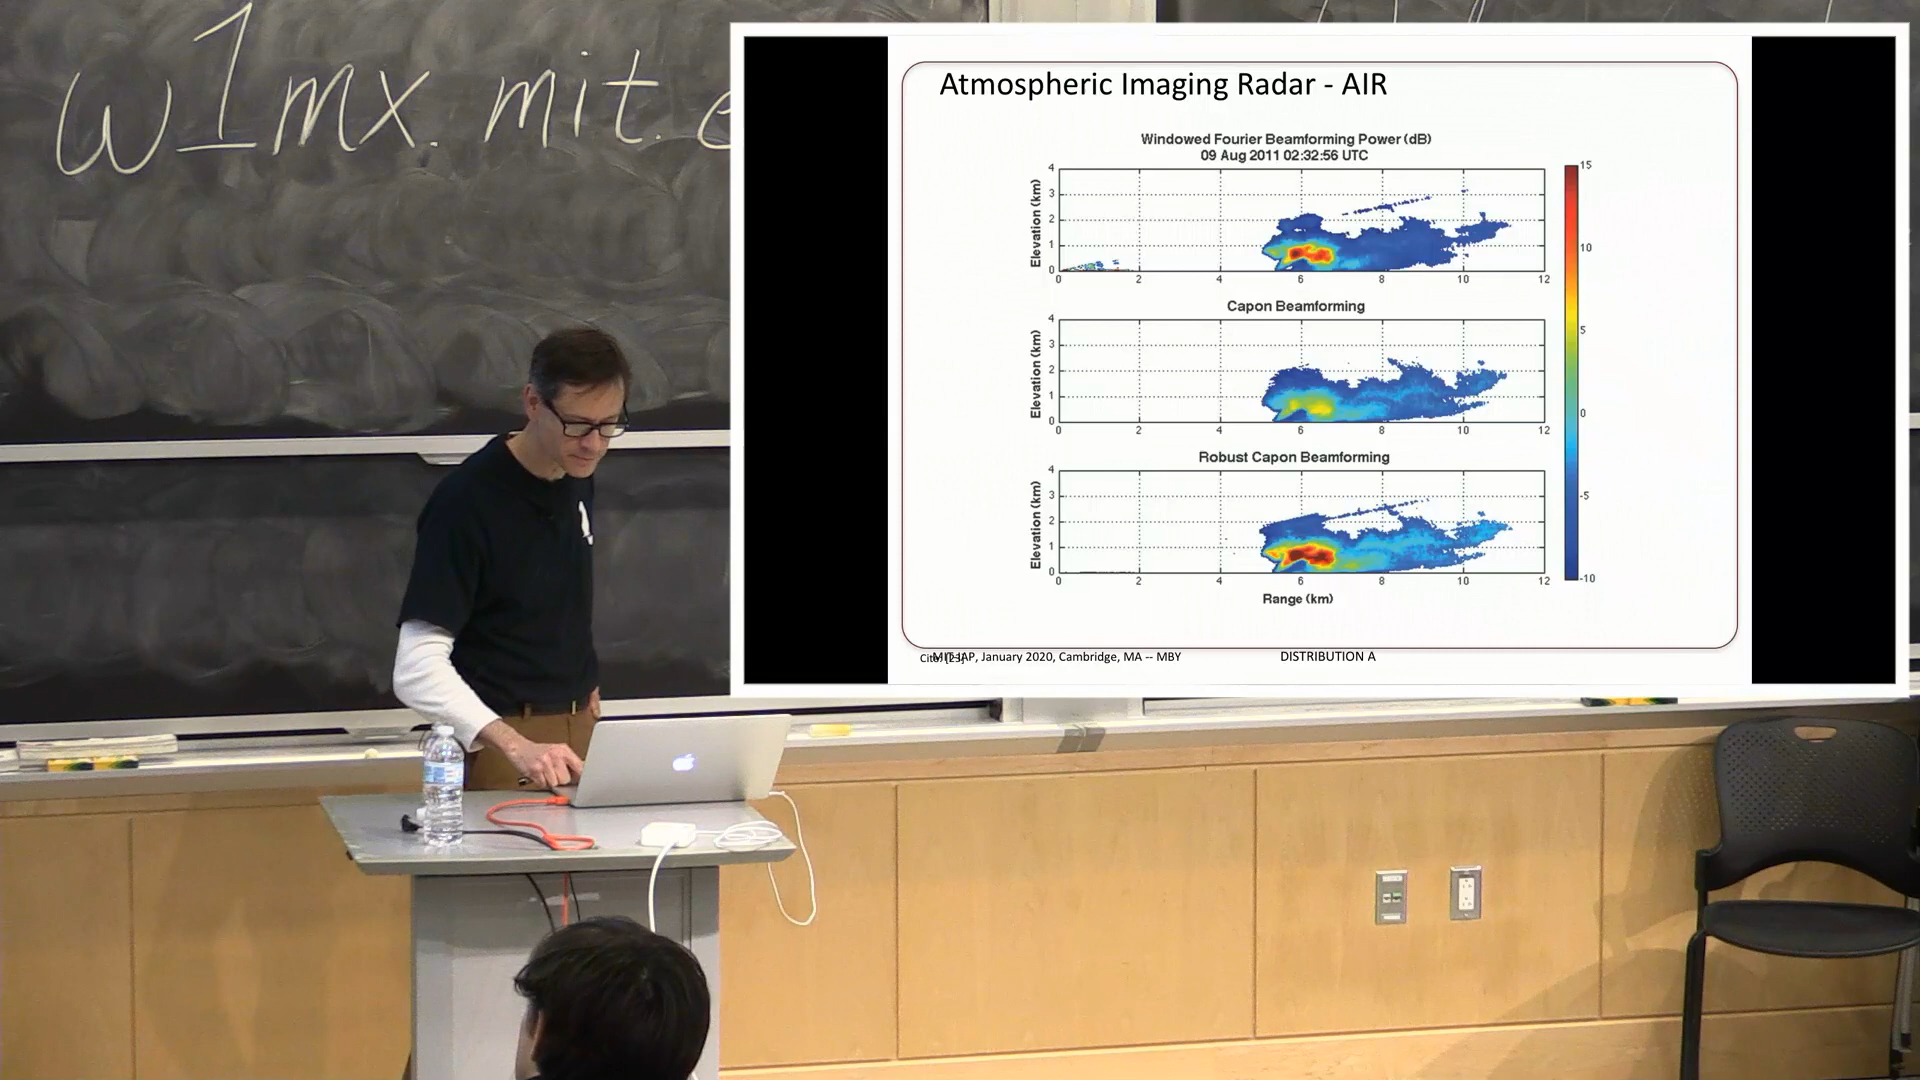 w1mx.mit.e
Atmospheric Imaging Radar - AIR
Windowed Fourier Beamforming Power (dB)
09 Aug 2011 02:32:56 UTC
Elevation (km)
4
3
2
1
0
0 2 4 6 8 10 12
Capon Beamforming
Elevation (km)
4
3
2
1
0
0 2 4 6 8 10 12
Robust Capon Beamforming
Elevation (km)
4
3
2
1
0
0 2 4 6 8 10 12
Range (km)
15
10
5
0
-5
-10
MIT IAP, January 2020, Cambridge, MA -- MBY
DISTRIBUTION A